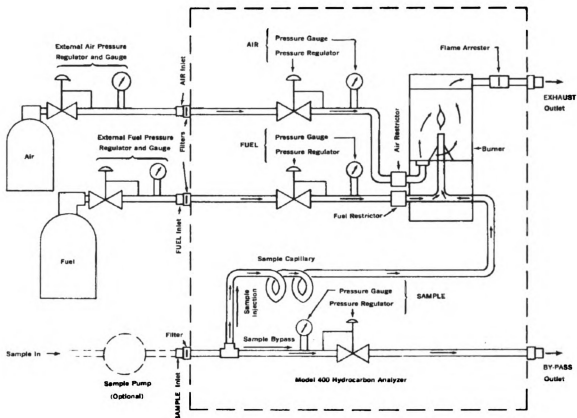 External Air Pressure
Regulator and Gauge
AIR Inlet
AIR
Pressure Gauge
Pressure Regulator
Flame Arrester
EXHAUST
Outlet
Air
External Fuel Pressure
Regulator and Gauge
Filters
FUEL
Pressure Gauge
Pressure Regulator
Air Restrictor
Burner
Fuel
FUEL Inlet
Fuel Restrictor
Sample Capillary
Sample
Injection
Pressure Gauge
Pressure Regulator
SAMPLE
Filter
Sample Bypass
Sample In
Sample Pump
(Optional)
SAMPLE Inlet
Model 400 Hydrocarbon Analyzer
BY-PASS
Outlet